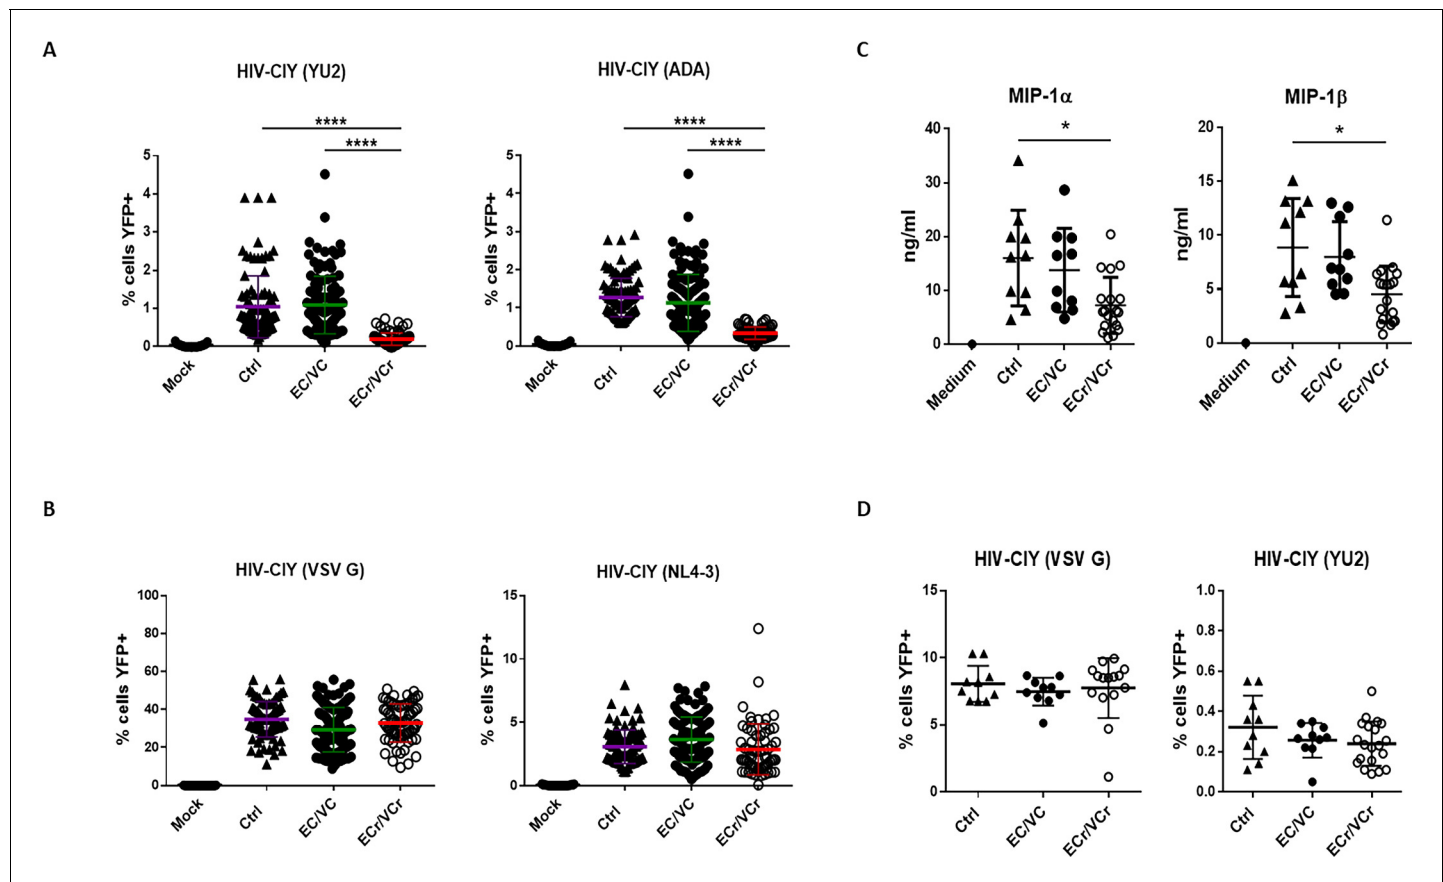 A
HIV-CIY (YU2)
****
****
% cells YFP+
5
4
3
2
1
0
Mock
Ctrl
EC/VC
ECr/VCr
HIV-CIY (ADA)
****
****
% cells YFP+
5
4
3
2
1
0
Mock
Ctrl
EC/VC
ECr/VCr
C
MIP-1α
*
ng/ml
40
30
20
10
0
Medium
Ctrl
EC/VC
ECr/VCr
MIP-1β
*
ng/ml
20
15
10
5
0
Medium
Ctrl
EC/VC
ECr/VCr
B
HIV-CIY (VSV G)
% cells YFP+
100
80
60
40
20
0
Mock
Ctrl
EC/VC
ECr/VCr
HIV-CIY (NL4-3)
% cells YFP+
15
10
5
0
Mock
Ctrl
EC/VC
ECr/VCr
D
HIV-CIY (VSV G)
% cells YFP+
15
10
5
0
Ctrl
EC/VC
ECr/VCr
HIV-CIY (YU2)
% cells YFP+
1.0
0.8
0.6
0.4
0.2
0.0
Ctrl
EC/VC
ECr/VCr